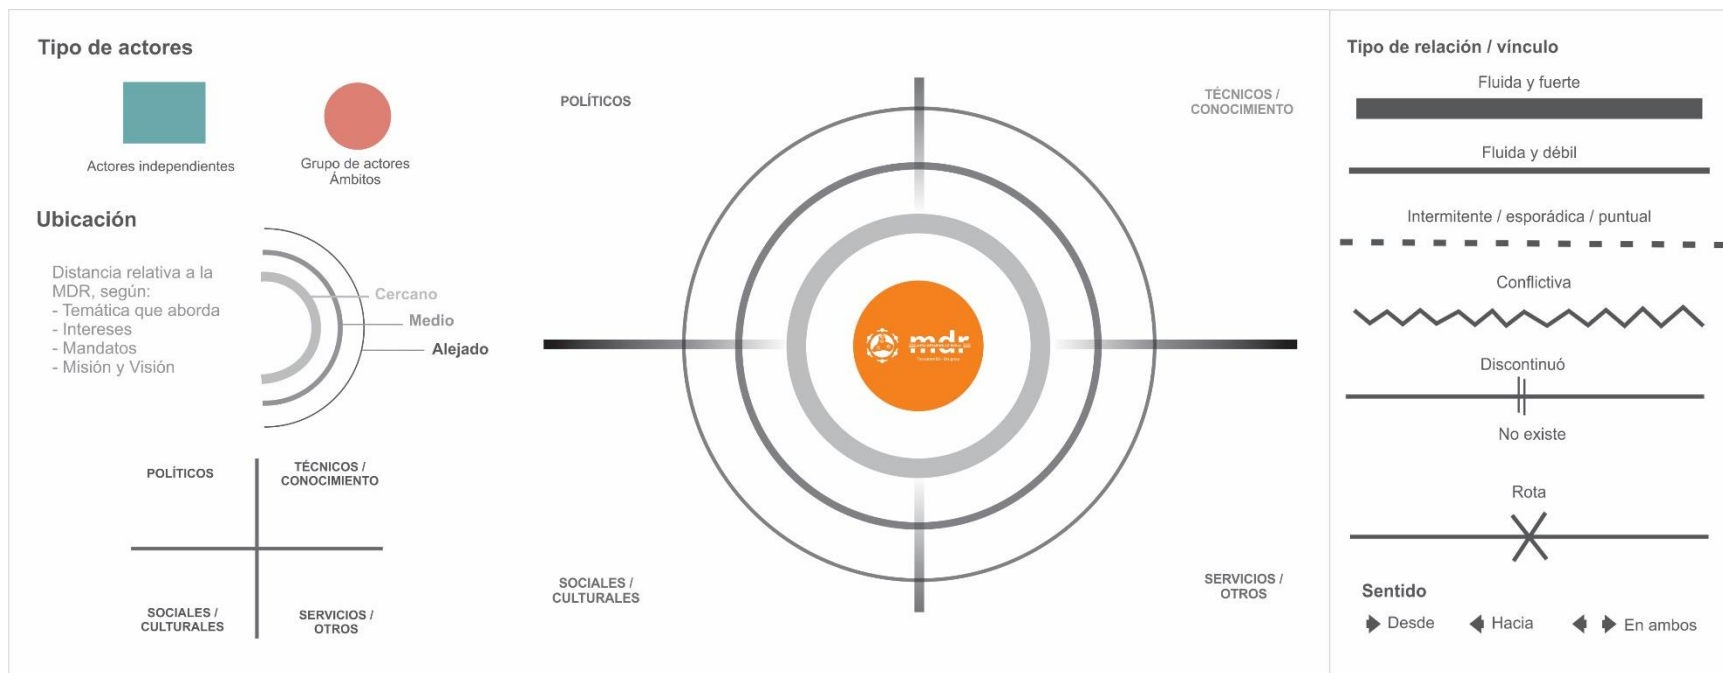 Tipo de actores
Actores independientes
Grupo de actores
Ámbitos
Ubicación
Distancia relativa a la
MDR, según:
- Temática que aborda
- Intereses
- Mandatos
- Misión y Visión
Cercano
Medio
Alejado
POLÍTICOS
TÉCNICOS /
CONOCIMIENTO
SOCIALES /
CULTURALES
SERVICIOS /
OTROS
POLÍTICOS
TÉCNICOS /
CONOCIMIENTO
mdr
SOCIALES /
CULTURALES
SERVICIOS /
OTROS
Tipo de relación / vínculo
Fluida y fuerte
Fluida y débil
Intermitente / esporádica / puntual
Conflictiva
Discontinuó
No existe
Rota
Sentido
Desde
Hacia
En ambos